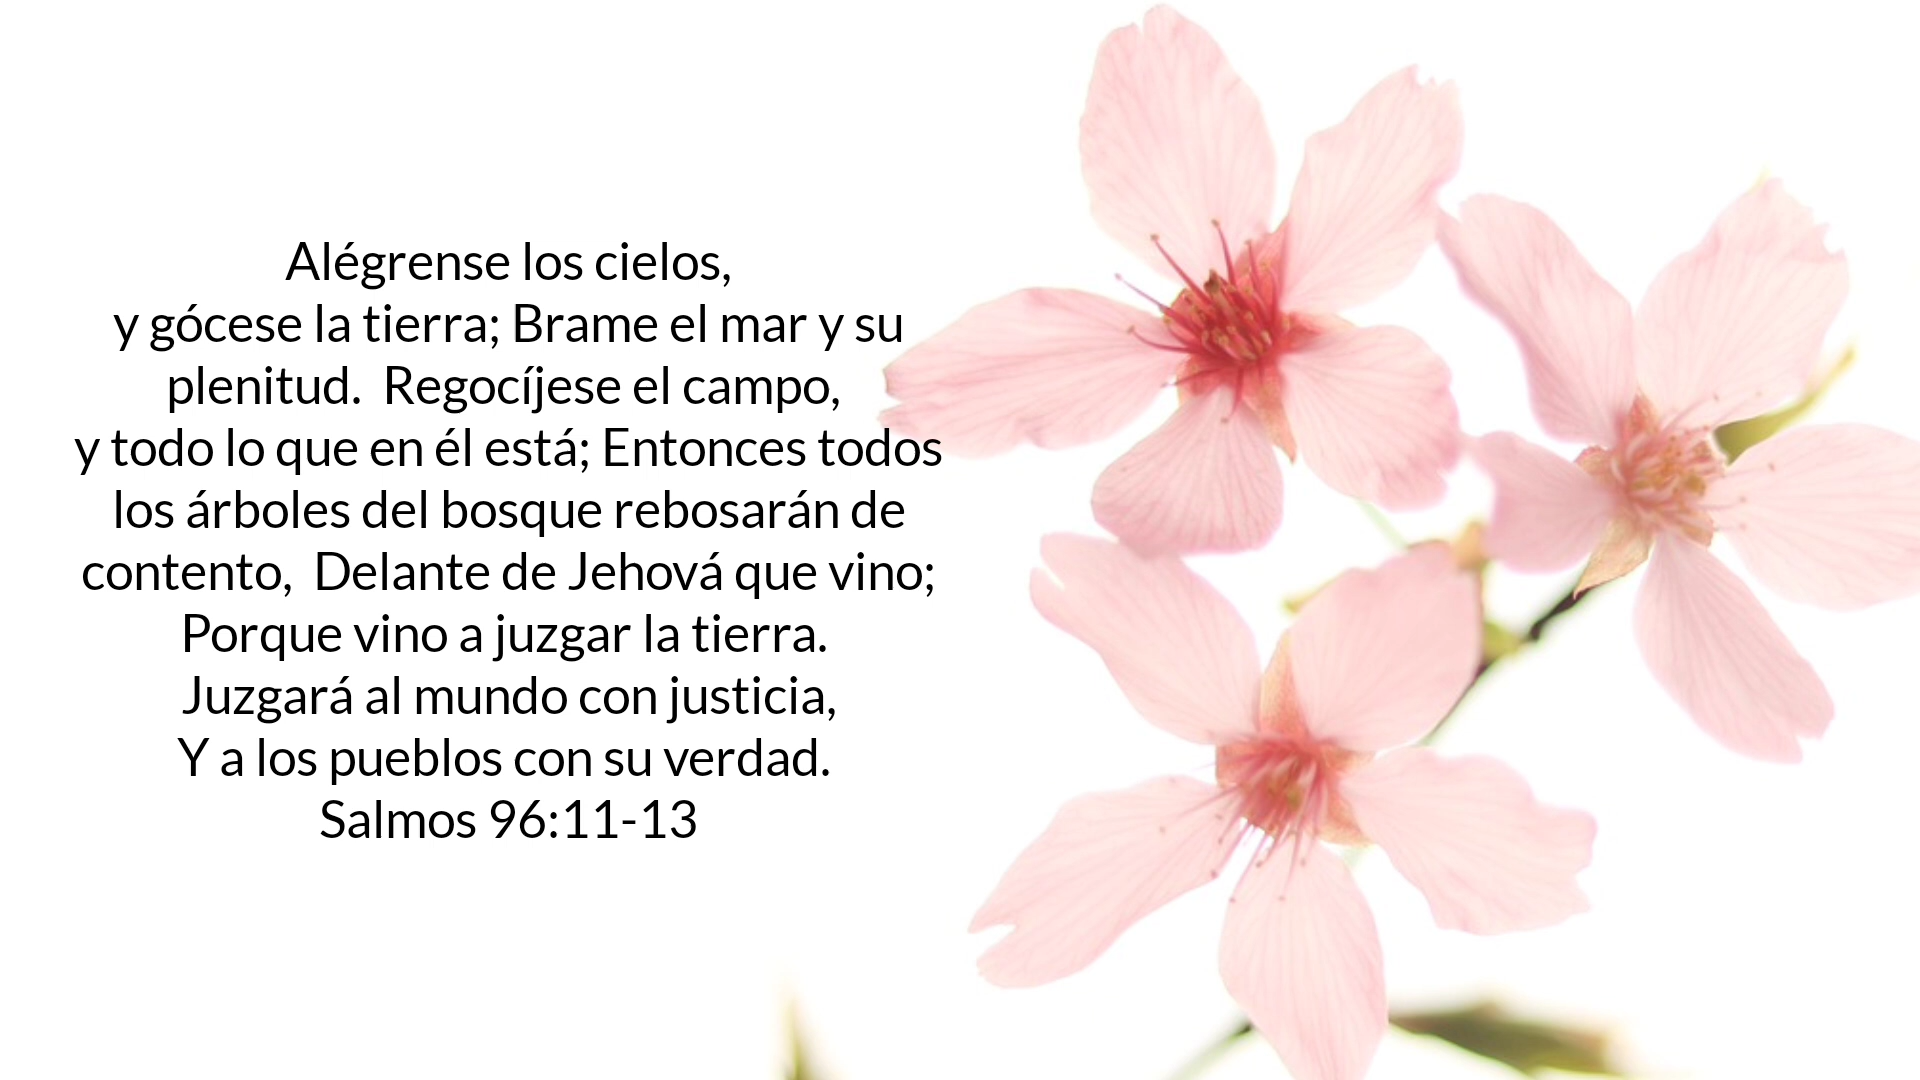 Alégrense los cielos,
y gócese la tierra; Brame el mar y su
plenitud.  Regocíjese el campo,
y todo lo que en él está; Entonces todos
los árboles del bosque rebosarán de
contento,  Delante de Jehová que vino;
Porque vino a juzgar la tierra.
Juzgará al mundo con justicia,
Y a los pueblos con su verdad.
Salmos 96:11-13